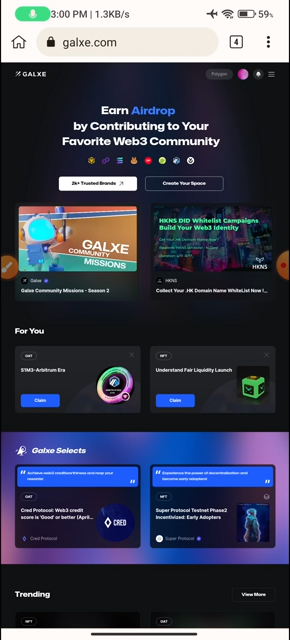 3:00 PM | 1.3KB/s
59%
galxe.com
4
GALXE
Polygon
Earn Airdrop
by Contributing to Your
Favorite Web3 Community
2k+ Trusted Brands
Create Your Space
GALXE
COMMUNITY
MISSIONS
Galxe
Galxe Community Missions - Season 2
HKNS DID Whitelist Campaigns
Build Your Web3 Identity
HKNS
HKNS
Collect Your .HK Domain Name WhiteList Now !...
For You
OAT
S1M3-Arbitrum Era
Claim
NFT
Understand Fair Liquidity Launch
Claim
Galxe Selects
Achieve web3 creditworthiness and reap your rewards!
OAT
Cred Protocol: Web3 credit
score is 'Good' or better (April...
CRED
Cred Protocol
Experience the power of decentralization and
become early adopters!
NFT
Super Protocol Testnet Phase2
Incentivized: Early Adopters
Super Protocol
Trending
View More
NFT
OAT